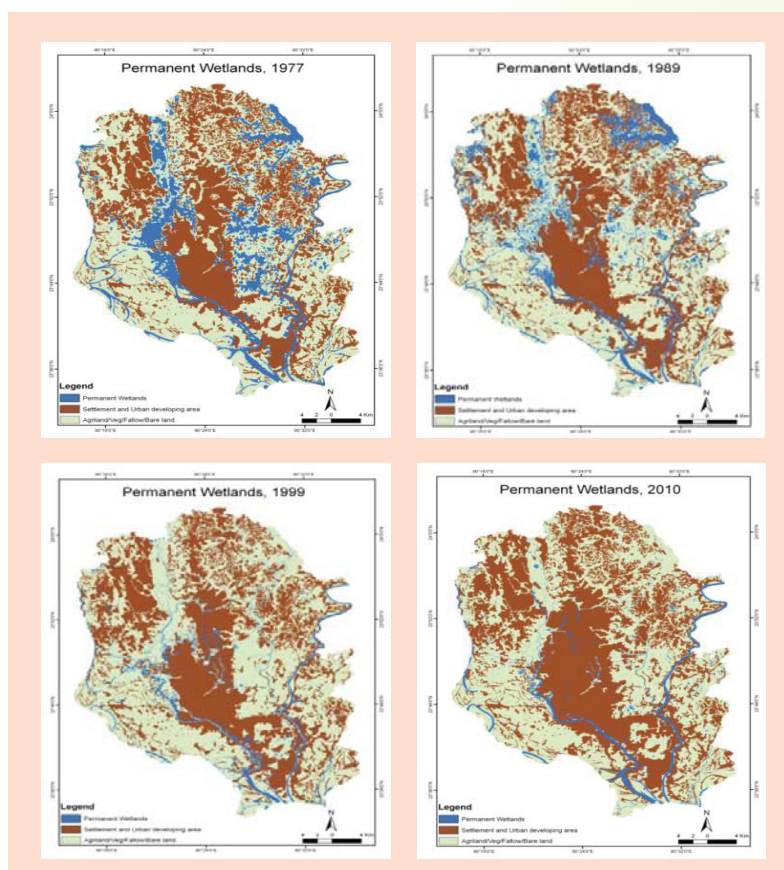 Permanent Wetlands, 1977
Legend
Permanent Wetlands
Settlement and Urban developing area
Agriland/Veg/Fallow/Bare land
N
4 2 0 4 Km
Permanent Wetlands, 1989
Legend
Permanent Wetlands
Settlement and Urban developing area
Agriland/Veg/Fallow/Bare land
N
4 2 0 4 Km
Permanent Wetlands, 1999
Legend
Permanent Wetlands
Settlement and Urban developing area
Agriland/Veg/Fallow/Bare land
N
4 2 0 4 Km
Permanent Wetlands, 2010
Legend
Permanent Wetlands
Settlement and Urban developing area
Agriland/Veg/Fallow/Bare land
N
4 2 0 4 Km